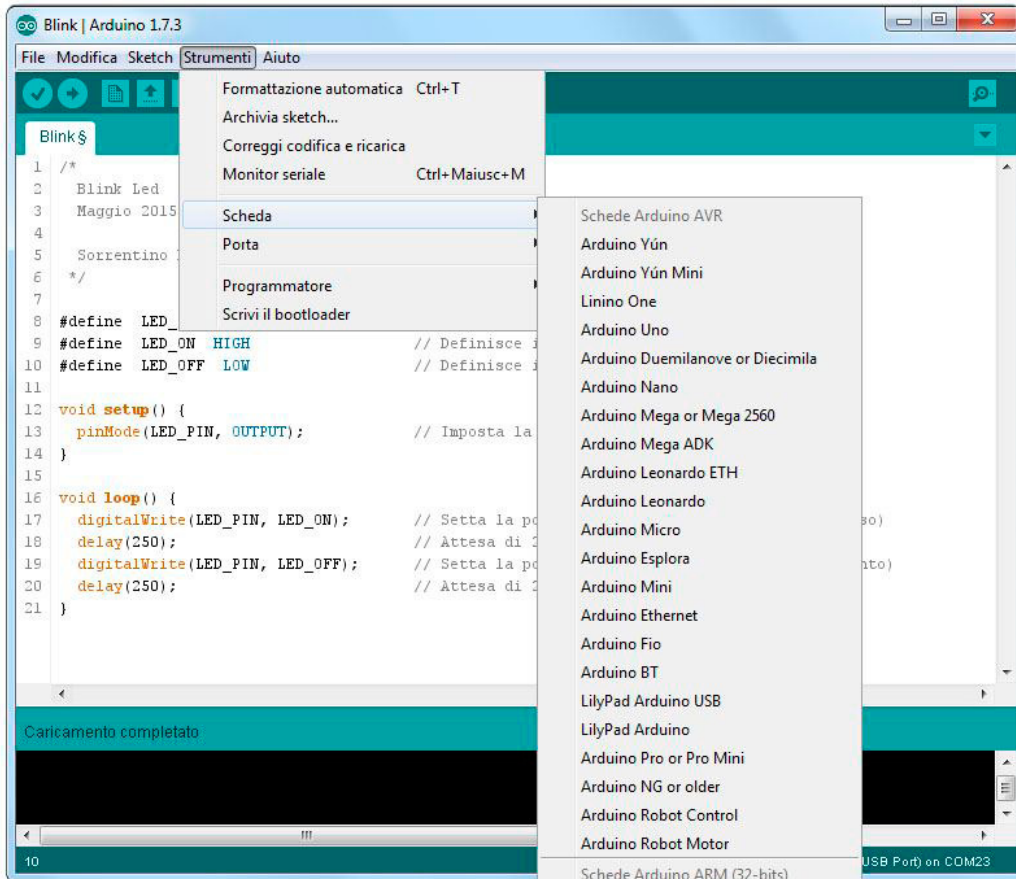 Blink | Arduino 1.7.3
File Modifica Sketch Strumenti Aiuto
Formattazione automatica Ctrl+T
Archivia sketch...
Correggi codifica e ricarica
Monitor seriale Ctrl+Maiusc+M
Scheda
Porta
Programmatore
Scrivi il bootloader
Schede Arduino AVR
Arduino Yún
Arduino Yún Mini
Linino One
Arduino Uno
Arduino Duemilanove or Diecimila
Arduino Nano
Arduino Mega or Mega 2560
Arduino Mega ADK
Arduino Leonardo ETH
Arduino Leonardo
Arduino Micro
Arduino Esplora
Arduino Mini
Arduino Ethernet
Arduino Fio
Arduino BT
LilyPad Arduino USB
LilyPad Arduino
Arduino Pro or Pro Mini
Arduino NG or older
Arduino Robot Control
Arduino Robot Motor
Schede Arduino ARM (32-bits)
Blink §
1 /*
2 Blink Led
3 Maggio 2015
4
5 Sorrentino
6 */
7
8 #define LED_
9 #define LED_ON HIGH // Definisce
10 #define LED_OFF LOW // Definisce
11
12 void setup() {
13 pinMode(LED_PIN, OUTPUT); // Imposta la
14 }
15
16 void loop() {
17 digitalWrite(LED_PIN, LED_ON); // Setta la po so)
18 delay(250); // Attesa di 2
19 digitalWrite(LED_PIN, LED_OFF); // Setta la po nto)
20 delay(250); // Attesa di 2
21 }
Caricamento completato
10 USB Port) on COM23